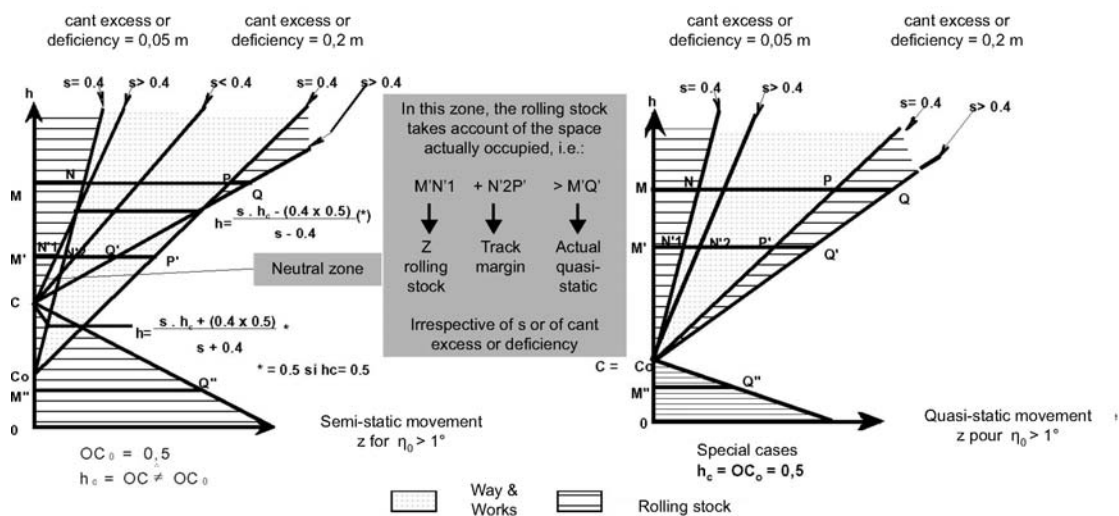 cant excess or
deficiency = 0,05 m
cant excess or
deficiency = 0,2 m
s= 0.4
s> 0.4
s< 0.4
s= 0.4
s> 0.4
h
N
M
P
Q
h= s . h_c - (0.4 x 0.5) (*)
s - 0.4
N'1
Q'
M'
P'
Neutral zone
C
h= s . h_c + (0.4 x 0.5) *
s + 0.4
* = 0.5 si hc= 0.5
Co
M"
Q"
0
Semi-static movement
z for η₀ > 1°
OC₀ = 0,5
h_c = OC ≠ OC₀
In this zone, the rolling stock
takes account of the space
actually occupied, i.e.:
M'N'1 + N'2P' > M'Q'
Z
rolling
stock
Track
margin
Actual
quasi-
static
Irrespective of s or of cant
excess or deficiency
cant excess or
deficiency = 0,05 m
cant excess or
deficiency = 0,2 m
s= 0.4
s> 0.4
s= 0.4
s> 0.4
h
M
N
P
Q
M'
N'1
N'2
P'
Q'
C = Co
M"
Q"
0
Quasi-static movement
z pour η₀ > 1°
Special cases
h_c = OC_o = 0,5
Way &
Works
Rolling stock